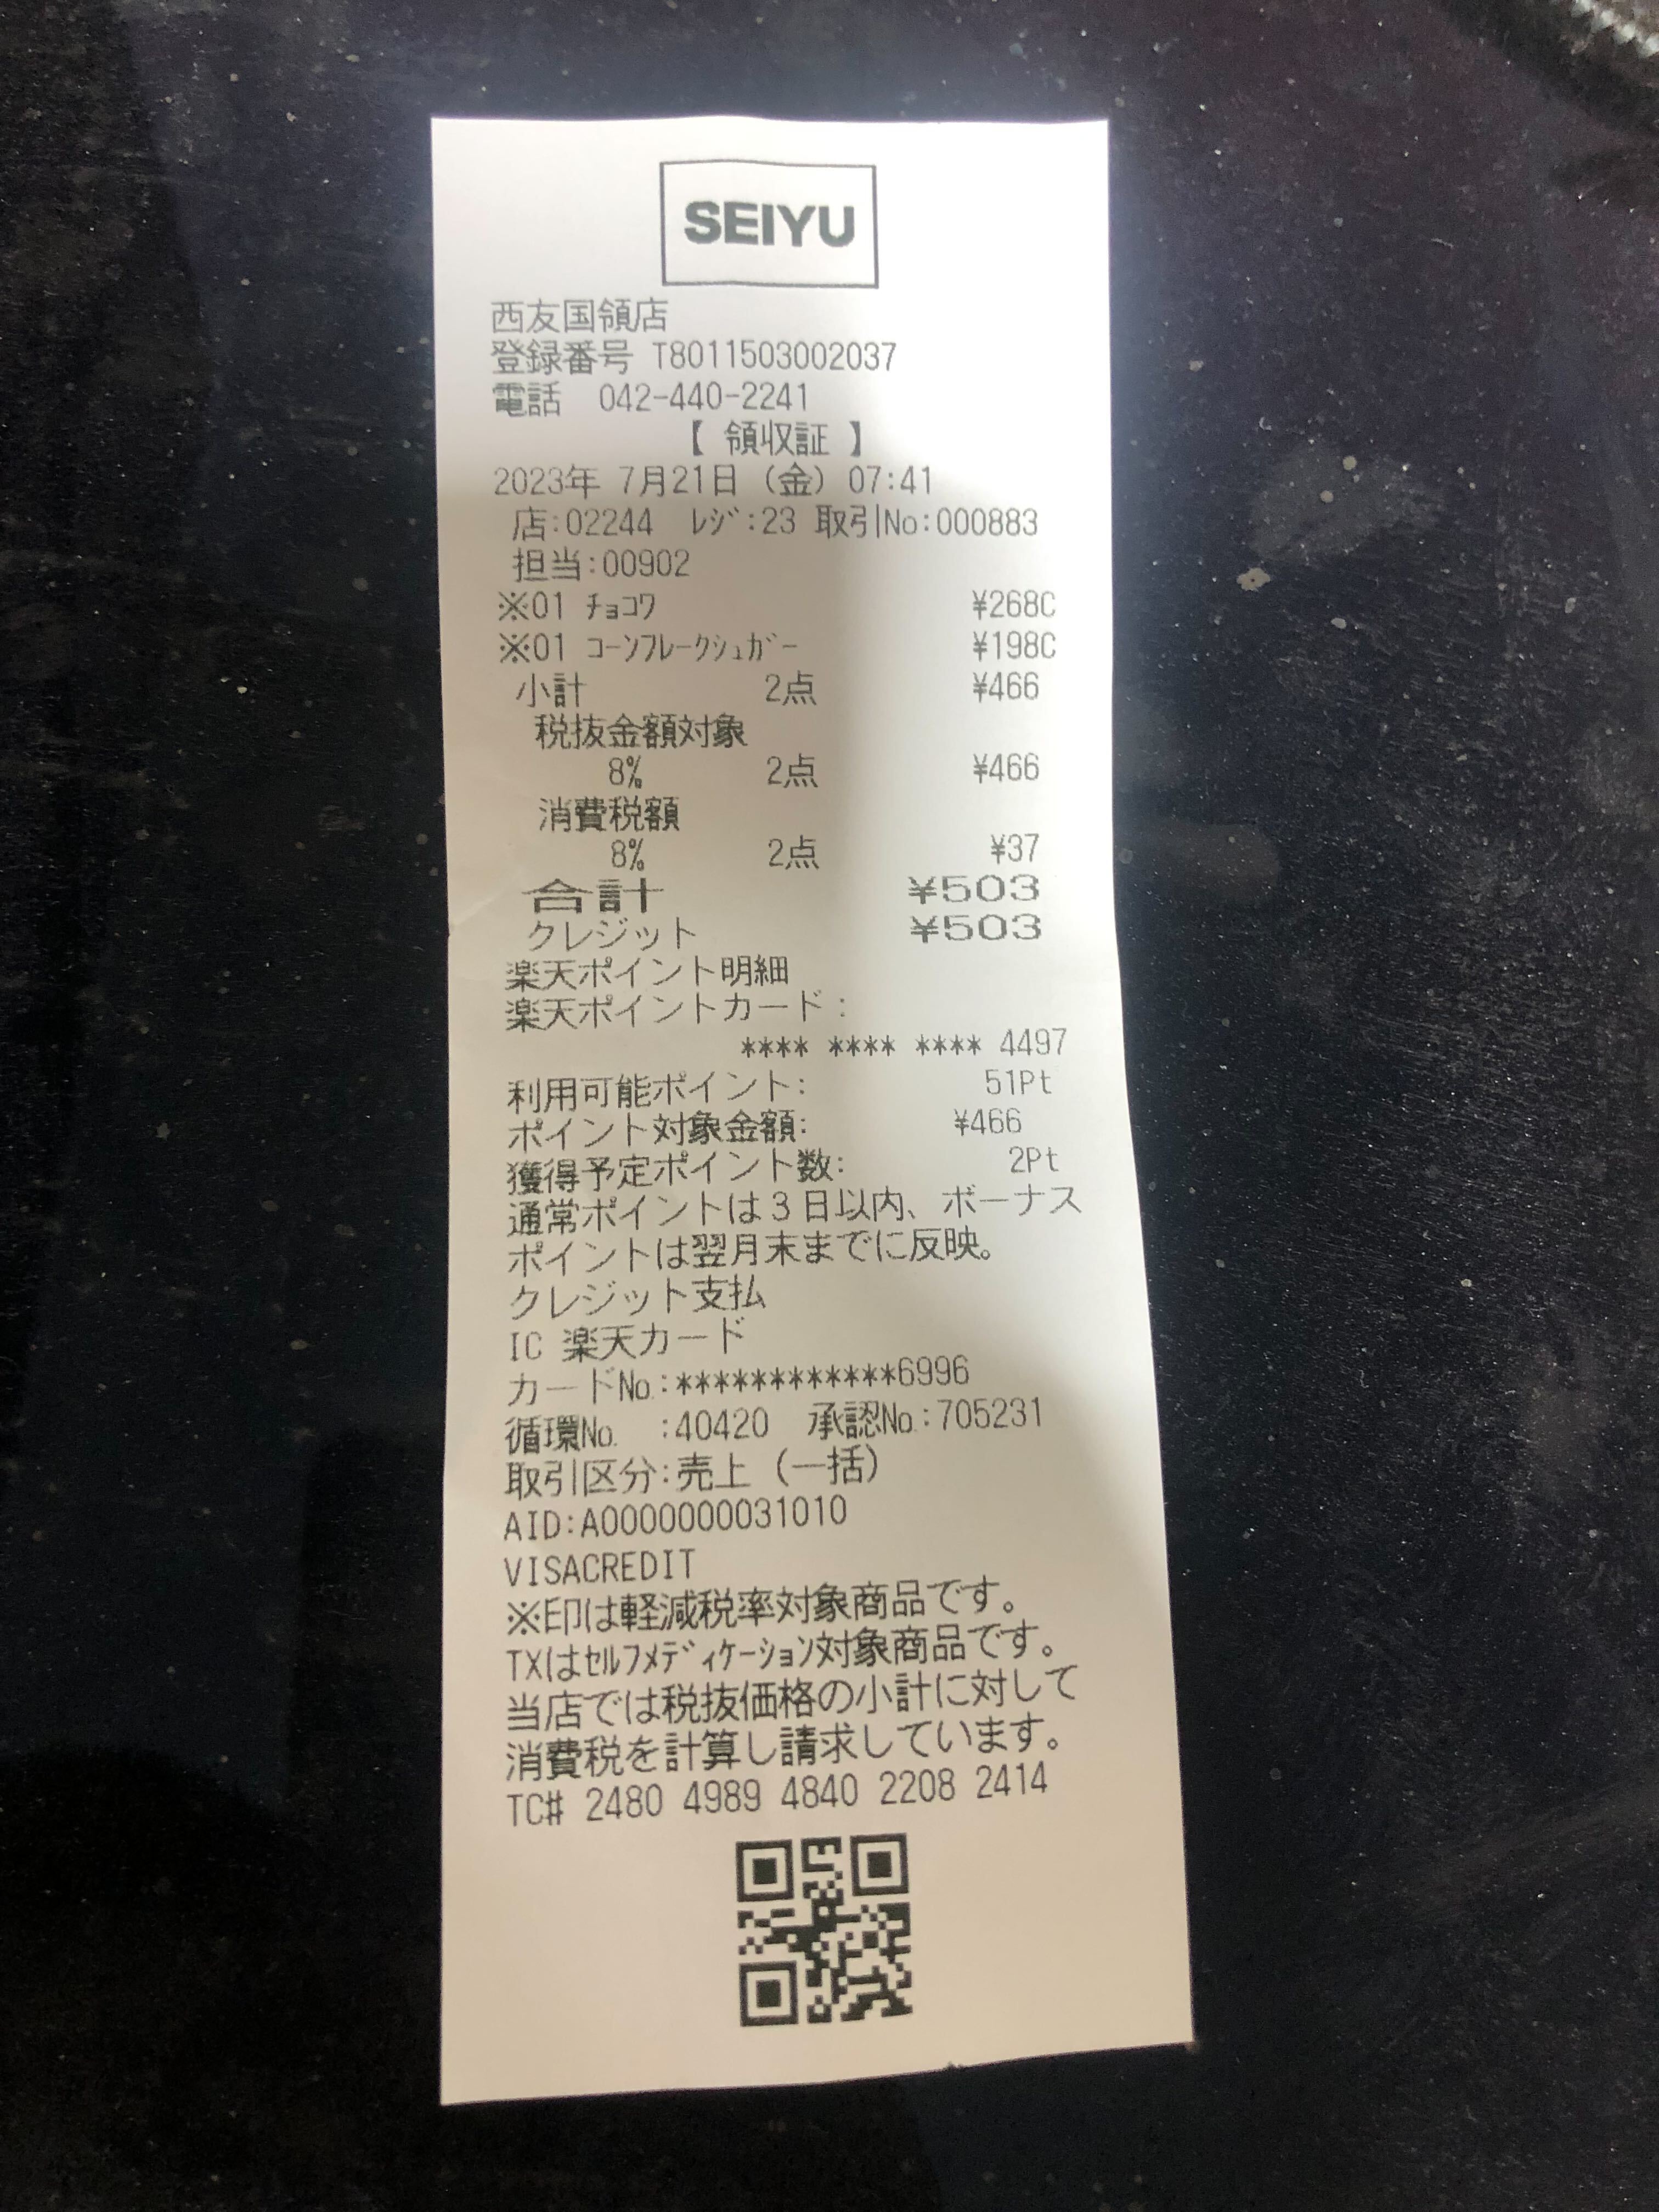 SEIYU
西友国領店
登録番号 T8011503002037
電話 042-440-2241
【 領収証 】
2023年 7月21日 (金) 07:41
店:02244 ﾚｼﾞ:23 取引No:000883
担当:00902
※01 ﾁｮｺﾜ ¥268C
※01 ｺｰﾝﾌﾚｰｸｼｭｶﾞｰ ¥198C
小計 2点 ¥466
税抜金額対象
8% 2点 ¥466
消費税額
8% 2点 ¥37
合計 ¥503
クレジット ¥503
楽天ポイント明細
楽天ポイントカード:
**** **** **** 4497
利用可能ポイント: 51Pt
ポイント対象金額: ¥466
獲得予定ポイント数: 2Pt
通常ポイントは３日以内、ボーナス
ポイントは翌月末までに反映。
クレジット支払
IC 楽天カード
カードNo.:************6996
循環No. :40420 承認No.:705231
取引区分:売上 (一括)
AID:A0000000031010
VISACREDIT
※印は軽減税率対象商品です。
TXはｾﾙﾌﾒﾃﾞｨｹｰｼｮﾝ対象商品です。
当店では税抜価格の小計に対して
消費税を計算し請求しています。
TC# 2480 4989 4840 2208 2414